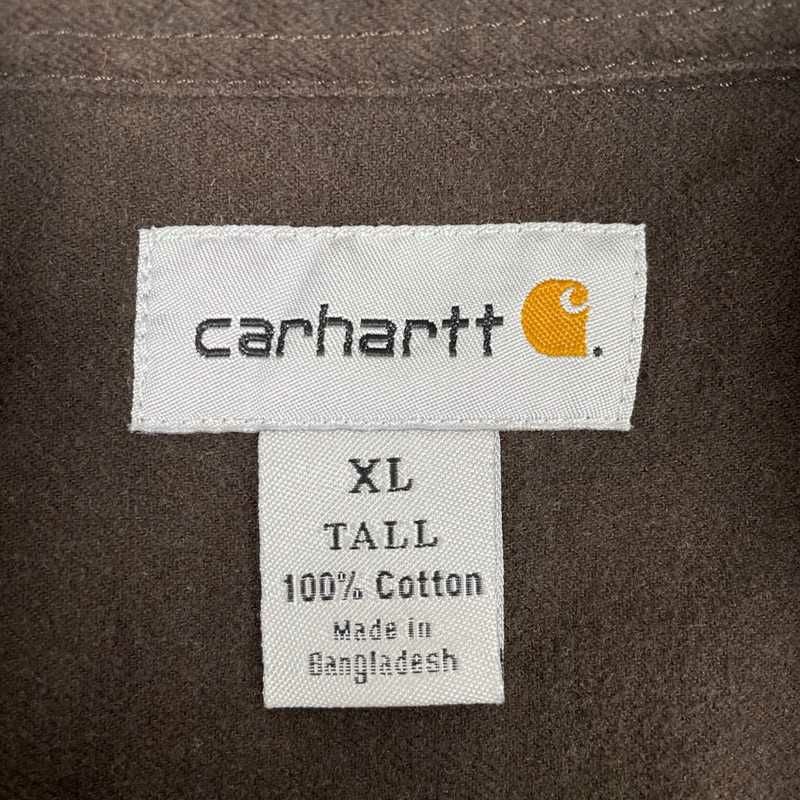 carhartt
XL
TALL
100% Cotton
Made in
Bangladesh